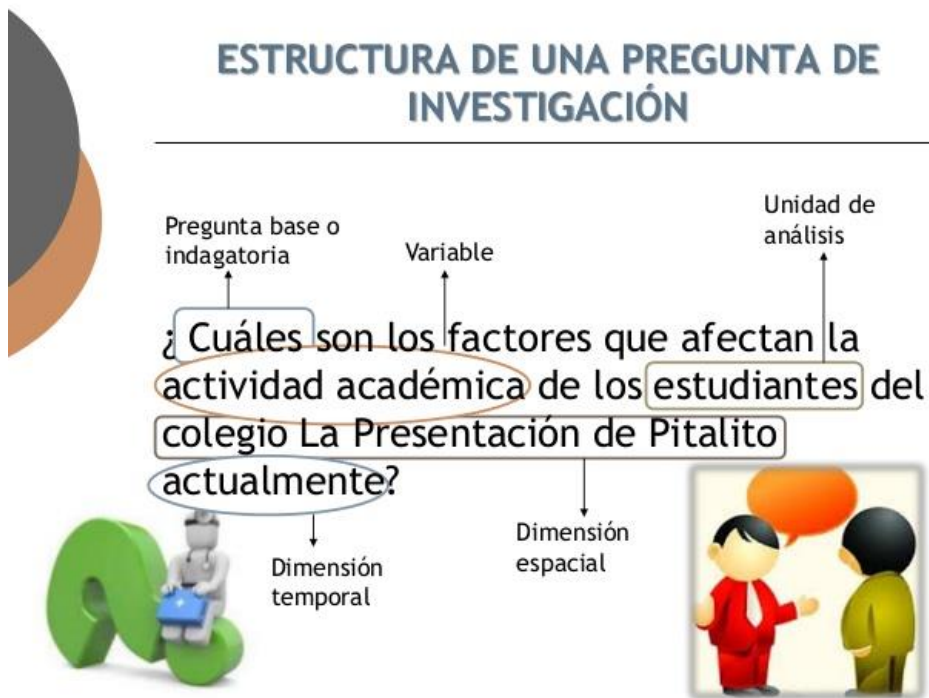 ESTRUCTURA DE UNA PREGUNTA DE
INVESTIGACIÓN
Pregunta base o
indagatoria
Variable
Unidad de
análisis
¿ Cuáles son los factores que afectan la
actividad académica de los estudiantes del
colegio La Presentación de Pitalito
actualmente?
Dimensión
temporal
Dimensión
espacial